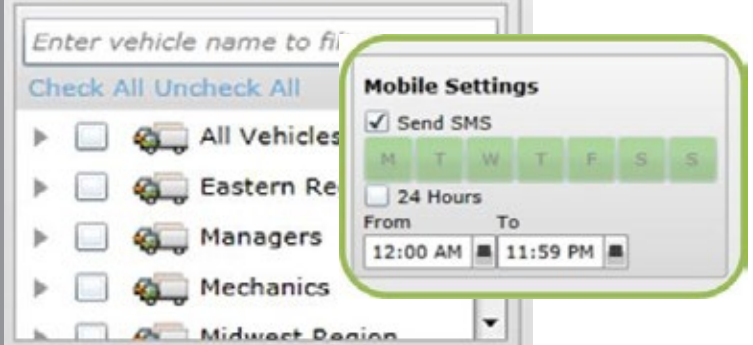 Enter vehicle name to fi
Check All Uncheck All
All Vehicles
Eastern Re
Managers
Mechanics
Midwest Region
Mobile Settings
Send SMS
M T W T F S S
24 Hours
From To
12:00 AM 11:59 PM